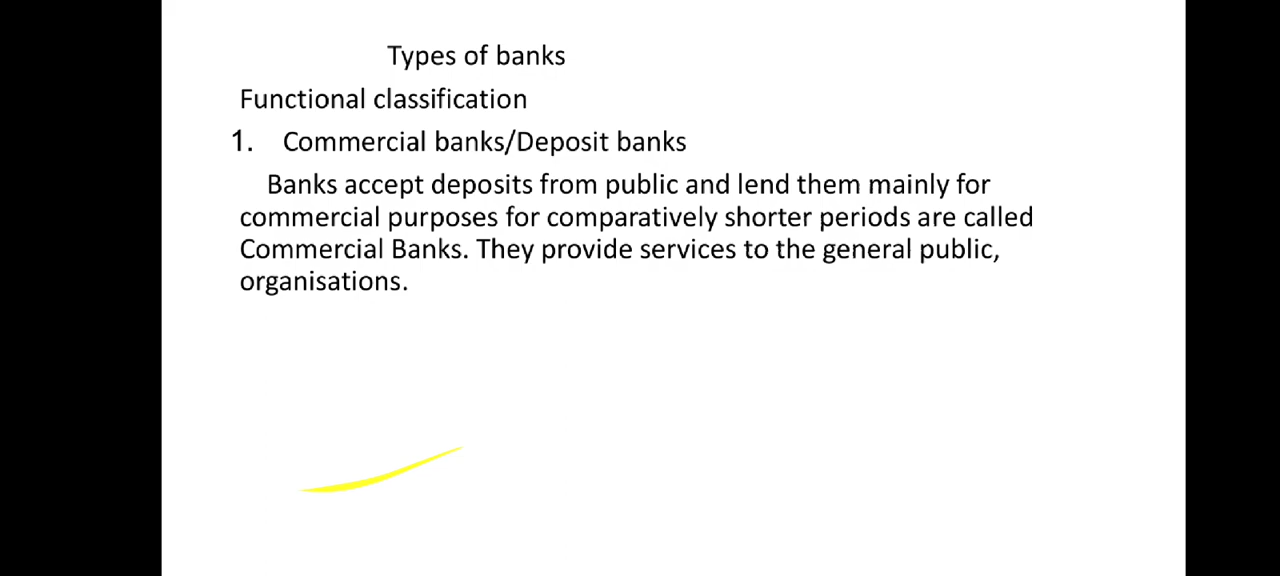 Types of banks
Functional classification
1. Commercial banks/Deposit banks
Banks accept deposits from public and lend them mainly for
commercial purposes for comparatively shorter periods are called
Commercial Banks. They provide services to the general public,
organisations.